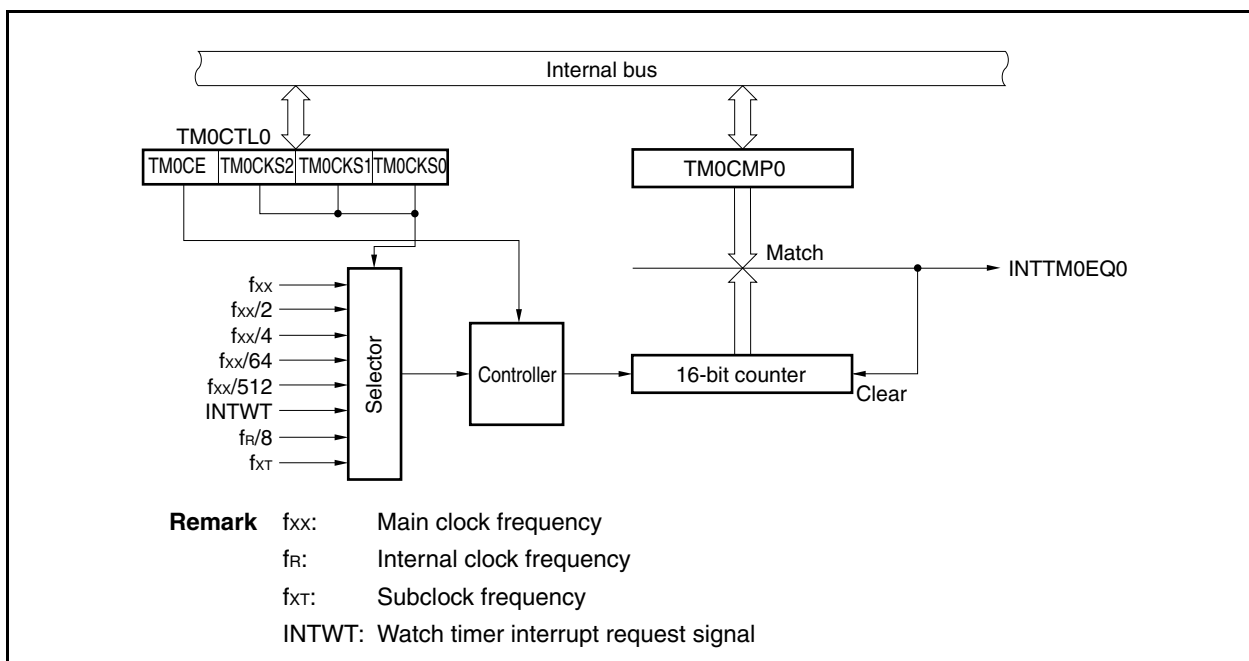 Internal bus
TM0CTL0
TM0CE TM0CKS2 TM0CKS1 TM0CKS0
TM0CMP0
Match
INTTM0EQ0
fXX
fXX/2
fXX/4
fXX/64
fXX/512
INTWT
fR/8
fXT
Selector
Controller
16-bit counter
Clear
Remark fXX: Main clock frequency
fR: Internal clock frequency
fXT: Subclock frequency
INTWT: Watch timer interrupt request signal